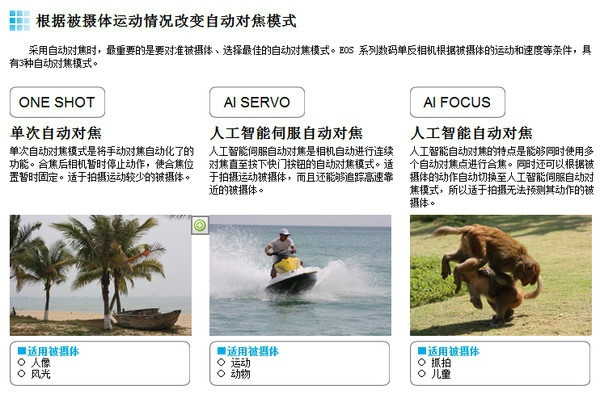 根据被摄体运动情况改变自动对焦模式
采用自动对焦时，最重要的是要对准被摄体、选择最佳的自动对焦模式。EOS 系列数码单反相机根据被摄体的运动和速度等条件，具
有3种自动对焦模式。
ONE SHOT
单次自动对焦
单次自动对焦模式是将手动对焦自动化了的
功能。合焦后相机暂时停止动作，使合焦位
置暂时固定。适于拍摄运动较少的被摄体。
适用被摄体
人像
风光
AI SERVO
人工智能伺服自动对焦
人工智能伺服自动对焦是相机自动进行连续
对焦直至按下快门按钮的自动对焦模式。适
于拍摄运动被摄体，而且还能够追踪高速靠
近的被摄体。
适用被摄体
运动
动物
AI FOCUS
人工智能自动对焦
人工智能自动对焦的特点是能够同时使用多
个自动对焦点进行合焦。同时还可以根据被
摄体的动作自动切换至人工智能伺服自动对
焦模式，所以适于拍摄无法预测其动作的被
摄体。
适用被摄体
抓拍
儿童